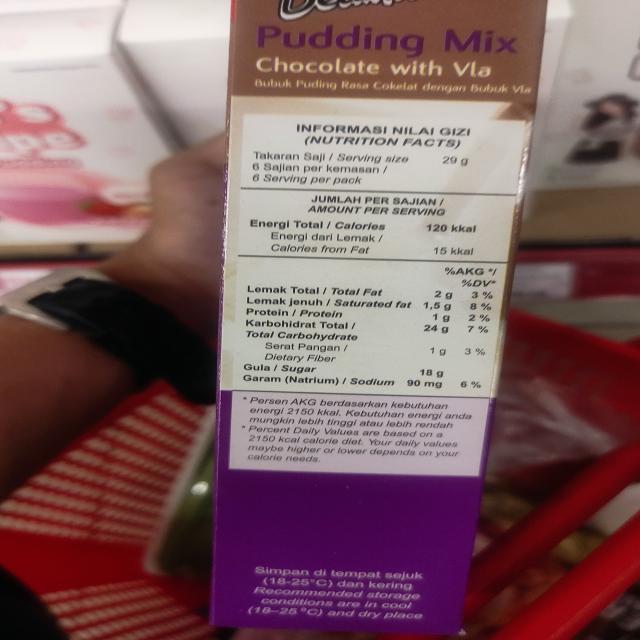 Pudding Mix
Chocolate with Vla
Bubuk Puding Rasa Cokelat dengan Bubuk Vla
INFORMASI NILAI GIZI
(NUTRITION FACTS)
Takaran Saji / Serving size 29 g
6 Sajian per kemasan /
6 Serving per pack
JUMLAH PER SAJIAN /
AMOUNT PER SERVING
Energi Total / Calories 120 kkal
Energi dari Lemak /
Calories from Fat 15 kkal
%AKG */
%DV*
Lemak Total / Total Fat 2 g 3 %
Lemak jenuh / Saturated fat 1,5 g 8 %
Protein / Protein 1 g 2 %
Karbohidrat Total / 24 g 7 %
Total Carbohydrate
Serat Pangan / 1 g 3 %
Dietary Fiber
Gula / Sugar 18 g
Garam (Natrium) / Sodium 90 mg 6 %
* Persen AKG berdasarkan kebutuhan
energi 2150 kkal. Kebutuhan energi anda
mungkin lebih tinggi atau lebih rendah
* Percent Daily Values are based on a
2150 kcal calorie diet. Your daily values
maybe higher or lower depends on your
calorie needs.
Simpan di tempat sejuk
(18-25°C) dan kering
Recommended storage
conditions are in cool
(18-25 °C) and dry place